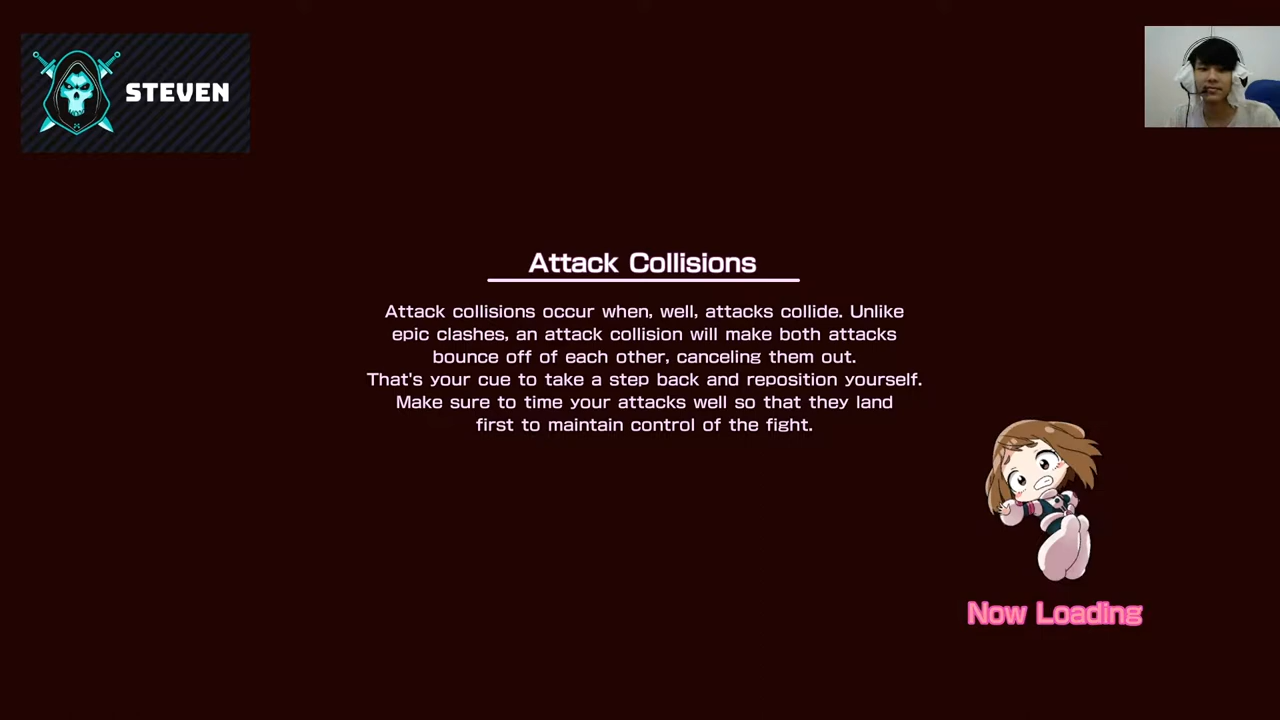 STEVEN
Attack Collisions
Attack collisions occur when, well, attacks collide. Unlike
epic clashes, an attack collision will make both attacks
bounce off of each other, canceling them out.
That's your cue to take a step back and reposition yourself.
Make sure to time your attacks well so that they land
first to maintain control of the fight.
Now Loading